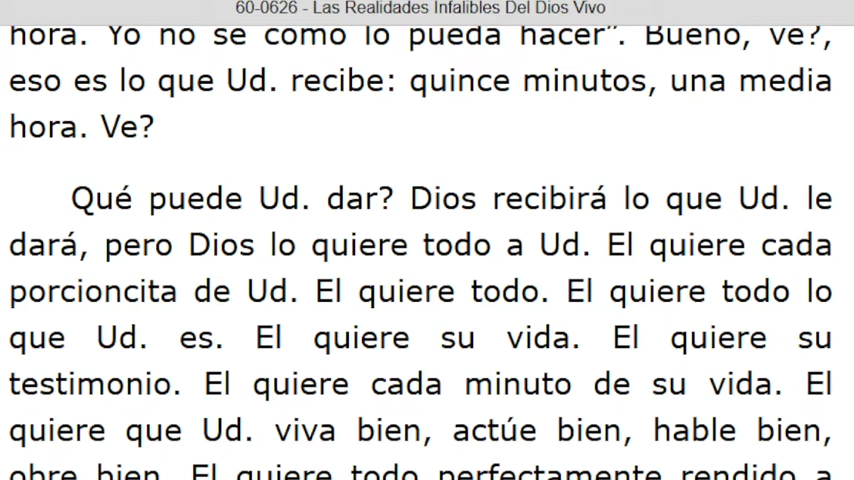 60-0626 - Las Realidades Infalibles Del Dios Vivo
hora. Yo no sé cómo lo pueda hacer”. Bueno, ve?,
eso es lo que Ud. recibe: quince minutos, una media
hora. Ve?
Qué puede Ud. dar? Dios recibirá lo que Ud. le
dará, pero Dios lo quiere todo a Ud. El quiere cada
porcioncita de Ud. El quiere todo. El quiere todo lo
que Ud. es. El quiere su vida. El quiere su
testimonio. El quiere cada minuto de su vida. El
quiere que Ud. viva bien, actúe bien, hable bien,
obre bien. El quiere todo perfectamente rendido a